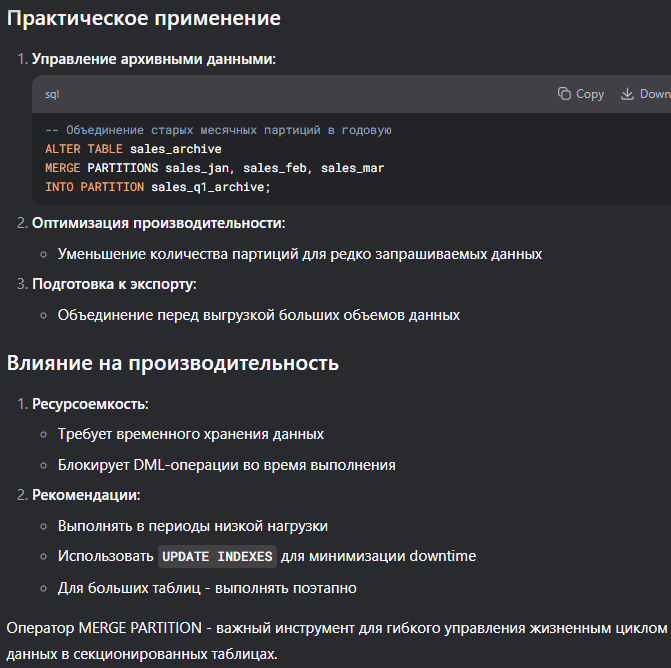 Практическое применение
1. Управление архивными данными:
sql Copy Down
-- Объединение старых месячных партиций в годовую
ALTER TABLE sales_archive
MERGE PARTITIONS sales_jan, sales_feb, sales_mar
INTO PARTITION sales_q1_archive;
2. Оптимизация производительности:
○ Уменьшение количества партиций для редко запрашиваемых данных
3. Подготовка к экспорту:
○ Объединение перед выгрузкой больших объемов данных
Влияние на производительность
1. Ресурсоемкость:
○ Требует временного хранения данных
○ Блокирует DML-операции во время выполнения
2. Рекомендации:
○ Выполнять в периоды низкой нагрузки
○ Использовать UPDATE INDEXES для минимизации downtime
○ Для больших таблиц - выполнять поэтапно
Оператор MERGE PARTITION - важный инструмент для гибкого управления жизненным циклом
данных в секционированных таблицах.